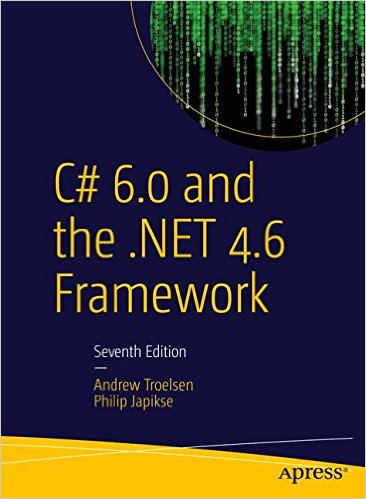 C# 6.0 and
the .NET 4.6
Framework
Seventh Edition
—
Andrew Troelsen
Philip Japikse
Apress®